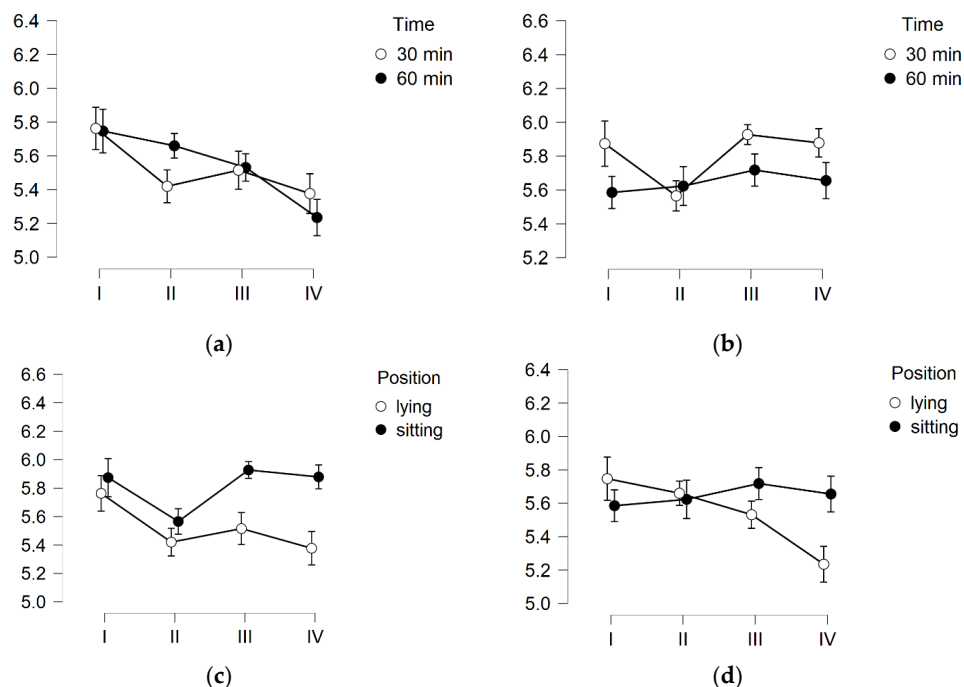 6.4
6.2
6.0
5.8
5.6
5.4
5.2
5.0
I II III IV
Time
30 min
60 min
(a)
6.6
6.4
6.2
6.0
5.8
5.6
5.4
5.2
I II III IV
Time
30 min
60 min
(b)
6.6
6.4
6.2
6.0
5.8
5.6
5.4
5.2
5.0
I II III IV
Position
lying
sitting
(c)
6.4
6.2
6.0
5.8
5.6
5.4
5.2
5.0
I II III IV
Position
lying
sitting
(d)